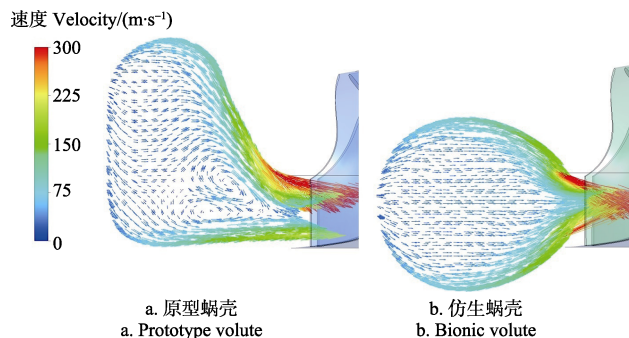 速度 Velocity/(m·s⁻¹)
300
225
150
75
0
a. 原型蜗壳
a. Prototype volute
b. 仿生蜗壳
b. Bionic volute